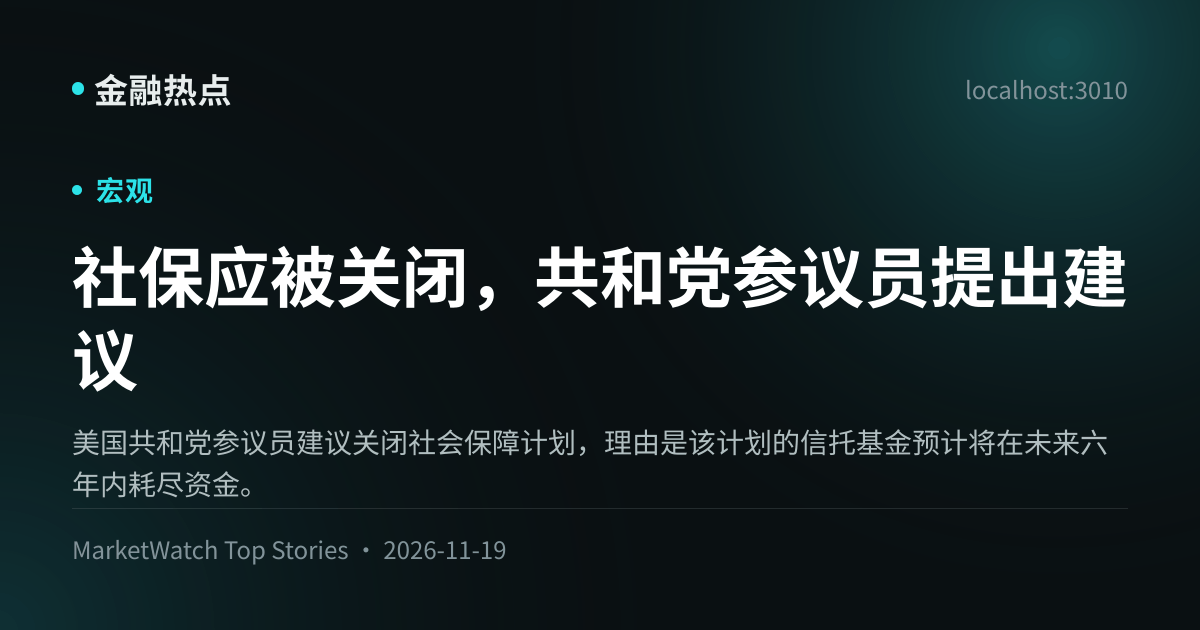 金融热点
localhost:3010
宏观
社保应被关闭，共和党参议员提出建
议
美国共和党参议员建议关闭社会保障计划，理由是该计划的信托基金预计将在未来六
年内耗尽资金。
MarketWatch Top Stories • 2026-11-19